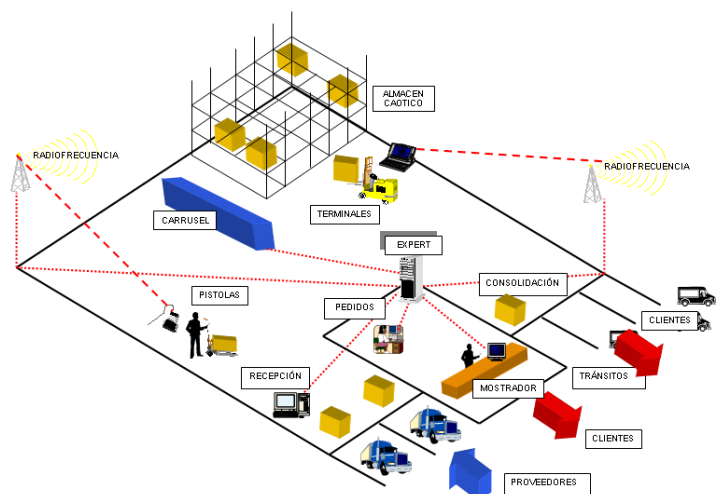 ALMACEN
CAOTICO
RADIOFRECUENCIA
RADIOFRECUENCIA
TERMINALES
CARRUSEL
EXPERT
CONSOLIDACIÓN
PISTOLAS
PEDIDOS
CLIENTES
RECEPCIÓN
TRÁNSITOS
MOSTRADOR
CLIENTES
PROVEEDORES